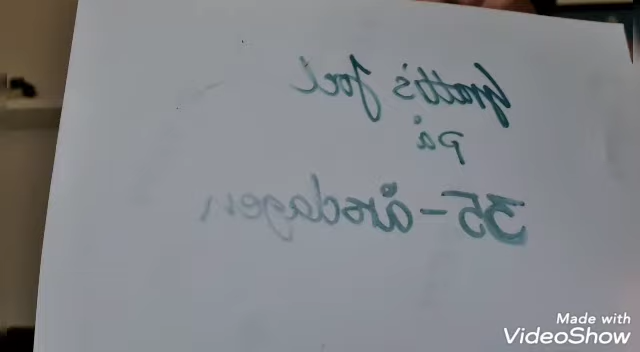 Grattis Joel
på
35-årsdagen
Made with
VideoShow